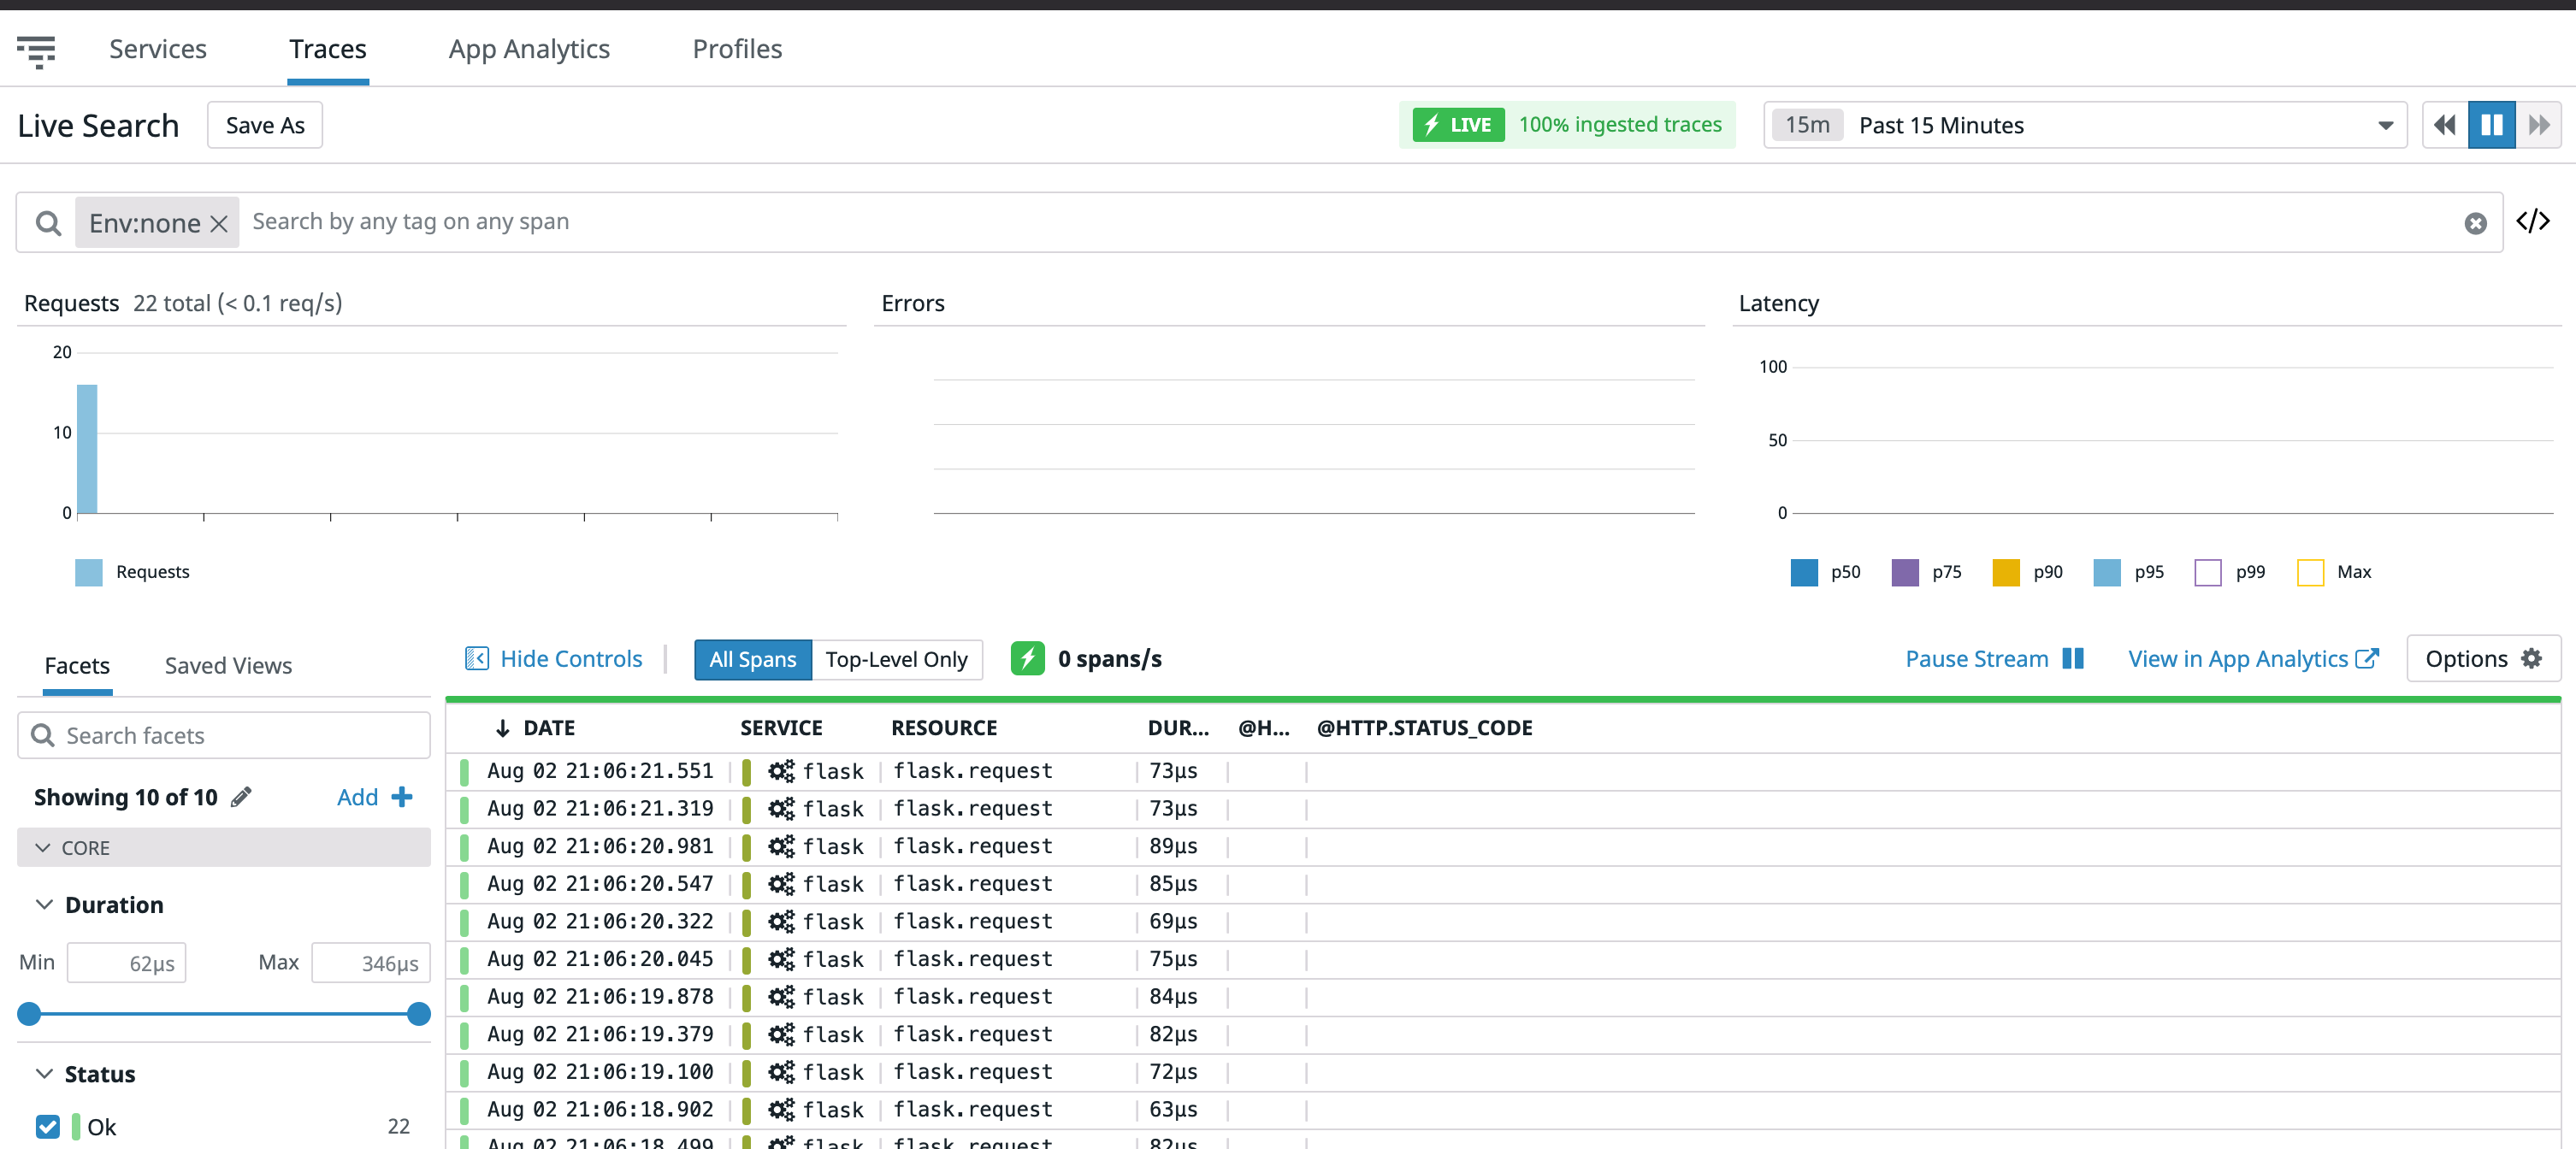 Services Traces App Analytics Profiles
Live Search Save As LIVE 100% ingested traces 15m Past 15 Minutes
Env:none Search by any tag on any span </>
Requests 22 total (< 0.1 req/s)
20
10
0
Requests
Errors
Latency
100
50
0
p50 p75 p90 p95 p99 Max
Facets Saved Views
Search facets
Showing 10 of 10 Add
CORE
Duration
Min 62µs Max 346µs
Status
Ok 22
Hide Controls All Spans Top-Level Only 0 spans/s Pause Stream View in App Analytics Options
DATE SERVICE RESOURCE DUR... @H... @HTTP.STATUS_CODE
Aug 02 21:06:21.551 flask flask.request 73µs
Aug 02 21:06:21.319 flask flask.request 73µs
Aug 02 21:06:20.981 flask flask.request 89µs
Aug 02 21:06:20.547 flask flask.request 85µs
Aug 02 21:06:20.322 flask flask.request 69µs
Aug 02 21:06:20.045 flask flask.request 75µs
Aug 02 21:06:19.878 flask flask.request 84µs
Aug 02 21:06:19.379 flask flask.request 82µs
Aug 02 21:06:19.100 flask flask.request 72µs
Aug 02 21:06:18.902 flask flask.request 63µs
Aug 02 21:06:18.499 flask flask.request 82µs